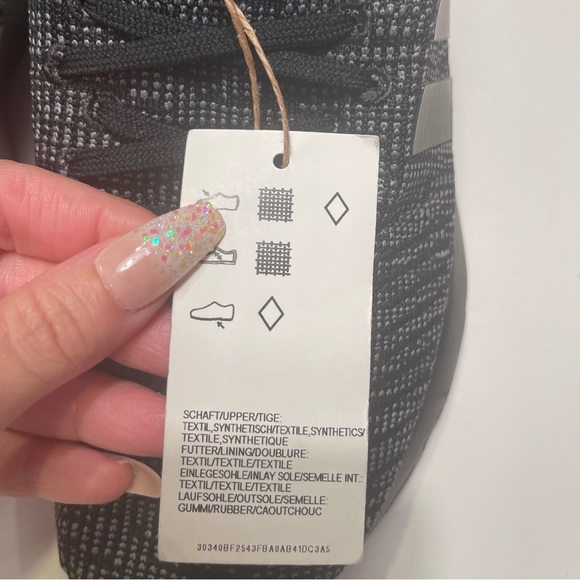 SCHAFT/UPPER/TIGE:
TEXTIL,SYNTHETISCH/TEXTILE,SYNTHETICS/
TEXTILE,SYNTHETIQUE
FUTTER/LINING/DOUBLURE:
TEXTIL/TEXTILE/TEXTILE
EINLEGESOHLE/INLAY SOLE/SEMELLE INT.:
TEXTIL/TEXTILE/TEXTILE
LAUFSOHLE/OUTSOLE/SEMELLE:
GUMMI/RUBBER/CAOUTCHOUC
30340BF2543FBA0AB41DC3A5